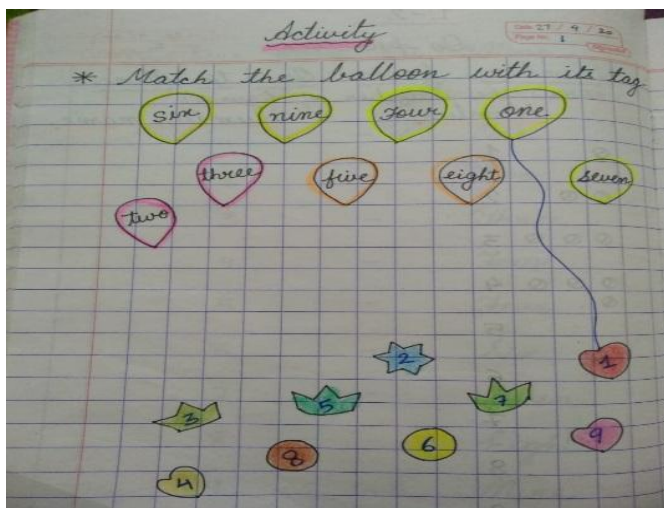 Activity
Date 27 / 4 / 20
Page No. 1
* Match the balloon with its tag
six nine Four one
three five eight seven
two
2 1
3 5 7
8 6 9
4